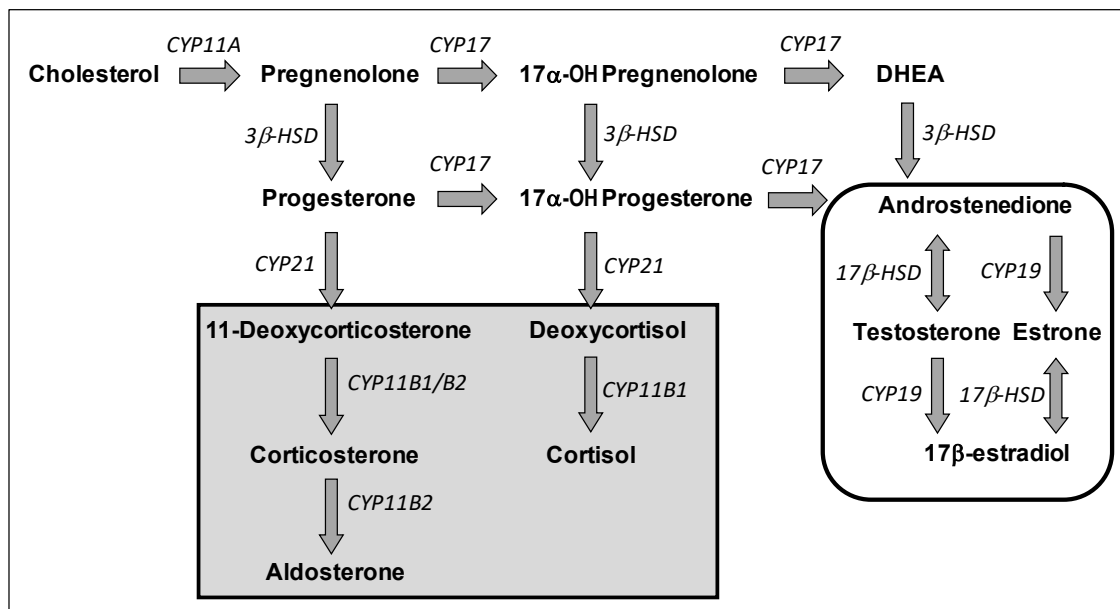 CYP11A CYP17 CYP17
Cholesterol Pregnenolone 17α-OH Pregnenolone DHEA
3β-HSD 3β-HSD 3β-HSD
CYP17 CYP17
Progesterone 17α-OH Progesterone Androstenedione
CYP21 CYP21 17β-HSD CYP19
11-Deoxycorticosterone Deoxycortisol Testosterone Estrone
CYP11B1/B2 CYP11B1 CYP19 17β-HSD
Corticosterone Cortisol 17β-estradiol
CYP11B2
Aldosterone